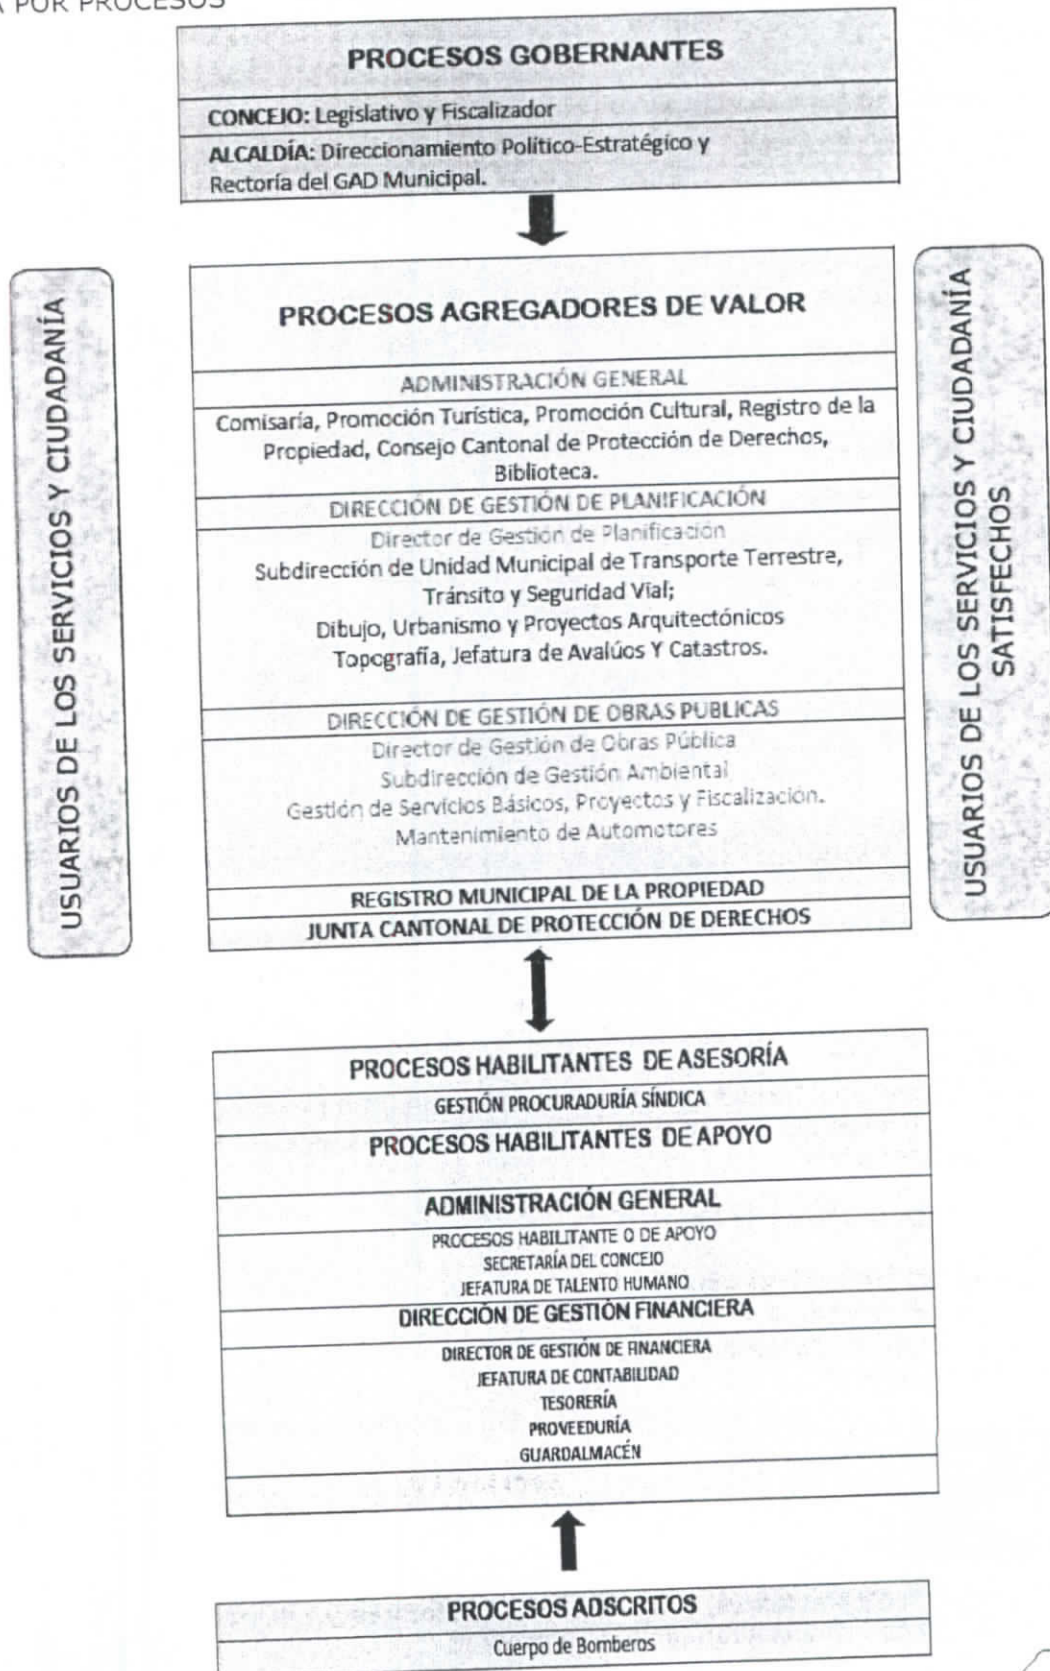 POR PROCESOS
PROCESOS GOBERNANTES
CONCEJO: Legislativo y Fiscalizador
ALCALDÍA: Direccionamiento Político-Estratégico y
Rectoría del GAD Municipal.
USUARIOS DE LOS SERVICIOS Y CIUDADANÍA
PROCESOS AGREGADORES DE VALOR
ADMINISTRACIÓN GENERAL
Comisaría, Promoción Turística, Promoción Cultural, Registro de la
Propiedad, Consejo Cantonal de Protección de Derechos,
Biblioteca.
DIRECCIÓN DE GESTIÓN DE PLANIFICACIÓN
Director de Gestión de Planificación
Subdirección de Unidad Municipal de Transporte Terrestre,
Tránsito y Seguridad Vial;
Dibujo, Urbanismo y Proyectos Arquitectónicos
Topografía, Jefatura de Avalúos Y Catastros.
DIRECCIÓN DE GESTIÓN DE OBRAS PUBLICAS
Director de Gestión de Obras Pública
Subdirección de Gestión Ambiental
Gestión de Servicios Básicos, Proyectos y Fiscalización.
Mantenimiento de Automotores
REGISTRO MUNICIPAL DE LA PROPIEDAD
JUNTA CANTONAL DE PROTECCIÓN DE DERECHOS
USUARIOS DE LOS SERVICIOS Y CIUDADANÍA
SATISFECHOS
PROCESOS HABILITANTES DE ASESORÍA
GESTIÓN PROCURADURÍA SÍNDICA
PROCESOS HABILITANTES DE APOYO
ADMINISTRACIÓN GENERAL
PROCESOS HABILITANTE O DE APOYO
SECRETARÍA DEL CONCEJO
JEFATURA DE TALENTO HUMANO
DIRECCIÓN DE GESTIÓN FINANCIERA
DIRECTOR DE GESTIÓN DE FINANCIERA
JEFATURA DE CONTABILIDAD
TESORERÍA
PROVEEDURÍA
GUARDALMACÉN
PROCESOS ADSCRITOS
Cuerpo de Bomberos